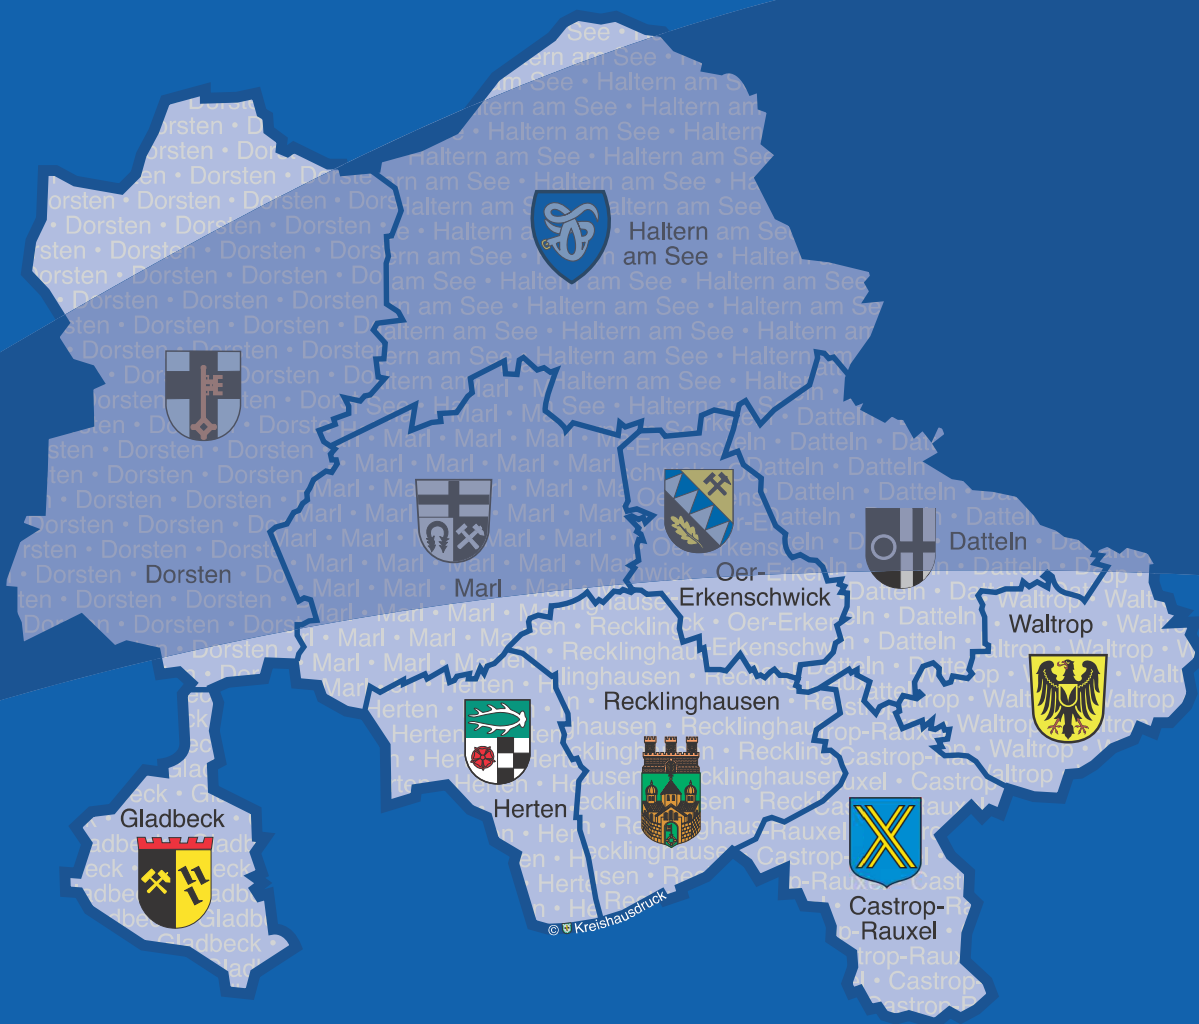 Haltern
am See
Dorsten
Marl
Oer-
Erkenschwick
Datteln
Waltrop
Recklinghausen
Herten
Gladbeck
Castrop-
Rauxel
© Kreishausdruck